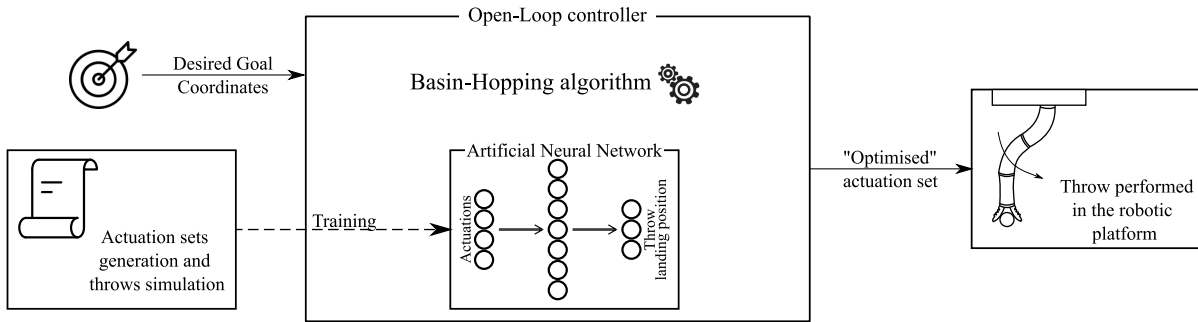 Open-Loop controller
Desired Goal
Coordinates
Basin-Hopping algorithm
Artificial Neural Network
Actuations
Throw
landing position
Training
Actuation sets
generation and
throws simulation
"Optimised"
actuation set
Throw performed
in the robotic
platform